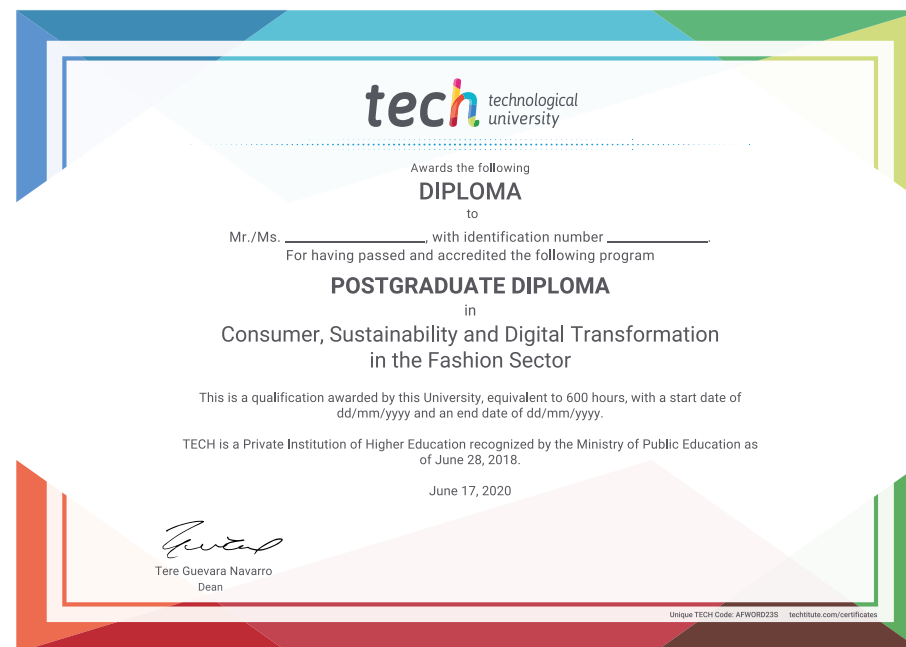 tech technological
university
Awards the following
DIPLOMA
to
Mr./Ms. ____________, with identification number ____________.
For having passed and accredited the following program
POSTGRADUATE DIPLOMA
in
Consumer, Sustainability and Digital Transformation
in the Fashion Sector
This is a qualification awarded by this University, equivalent to 600 hours, with a start date of
dd/mm/yyyy and an end date of dd/mm/yyyy.
TECH is a Private Institution of Higher Education recognized by the Ministry of Public Education as
of June 28, 2018.
June 17, 2020
Tere Guevara Navarro
Dean
Unique TECH Code: AFWORD23S techtitute.com/certificates